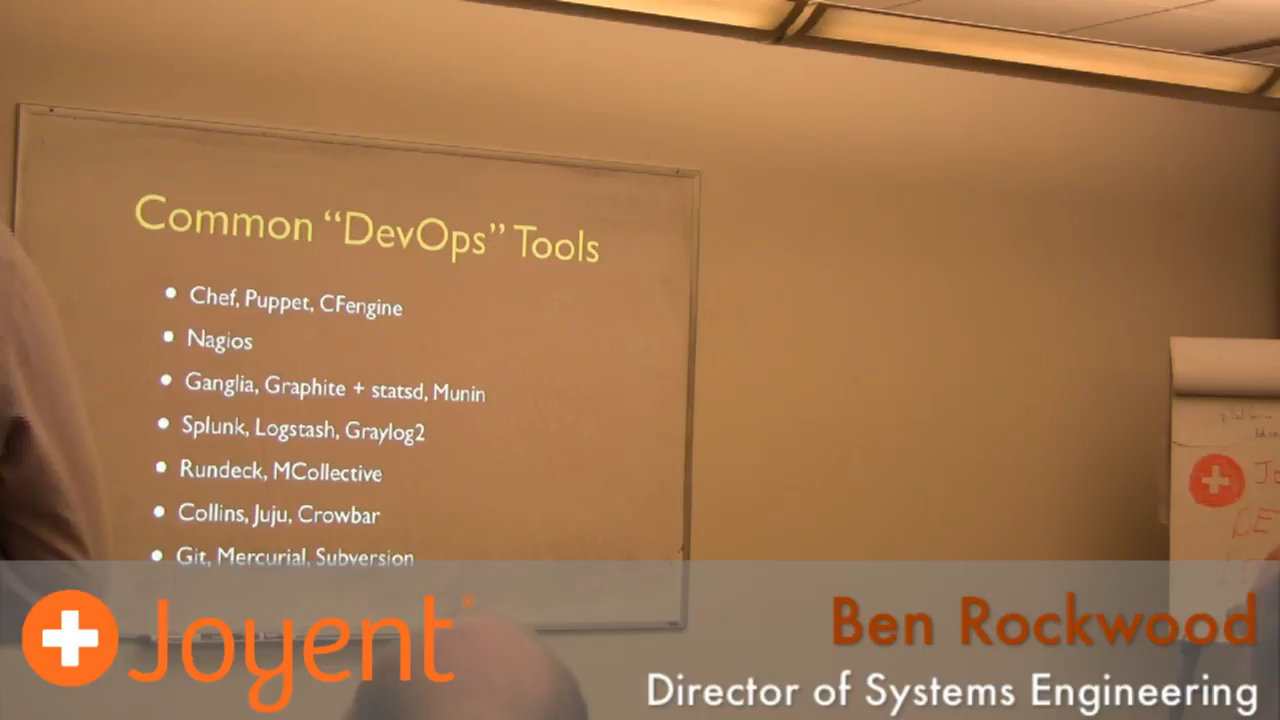 Common “DevOps” Tools
• Chef, Puppet, CFengine
• Nagios
• Ganglia, Graphite + statsd, Munin
• Splunk, Logstash, Graylog2
• Rundeck, MCollective
• Collins, Juju, Crowbar
• Git, Mercurial, Subversion
Joyent®
Ben Rockwood
Director of Systems Engineering